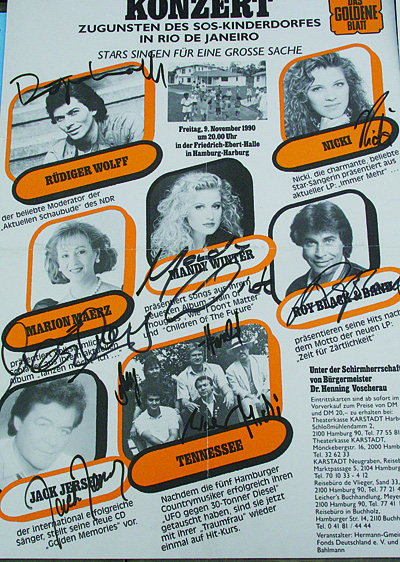 KONZERT
DAS
GOLDENE
BLATT
ZUGUNSTEN DES SOS-KINDERDORFES
IN RIO DE JANEIRO
STARS SINGEN FÜR EINE GROSSE SACHE
RÜDIGER WOLFF
der beliebte Moderator der
"Aktuellen Schaubude" des NDR
Freitag, 9. November 1990
um 20.00 Uhr
in der Friedrich-Ebert-Halle
in Hamburg-Harburg
NICKI
Nicki
Nicki, die charmante, beliebte
Star-Sängerin präsentiert aus
aktueller LP: „Immer Mehr"...
MANDY WINTER
präsentiert Songs aus ihrem
neuesten Album
"Children Of The Future"
MARION MAERZ
ROY BLACK & BAND
präsentieren seine Hits nach
dem Motto der neuen LP:
"Zeit für Zärtlichkeit"
JACK JERSEY
der international erfolgreiche
Sänger, stellt seine neue CD
"Golden Memories" vor.
TENNESSEE
Nachdem die fünf Hamburger
Countrymusiker erfolgreich ihren
"UFO gegen 30-Tonner Diesel"
getauscht haben, sind sie jetzt
mit ihrer "Traumfrau" wieder
einmal auf Hit-Kurs.
Unter der Schirmherrschaft
von Bürgermeister
Dr. Henning Voscherau
Eintrittskarten sind ab sofort im
Vorverkauf zum Preise von DM
und DM 20,– zu erhalten bei
Theaterkasse KARSTADT Harburg
Schloßmühlendamm 2,
2100 Hamburg 90, Tel. 77 55 81
Theaterkasse KARSTADT,
Mönckebergstr. 16, 2000 Hamburg
Tel. 32 62 33
KARSTADT Neugraben, Reisebüro
Marktpassage 5, 2104 Hamburg
Tel. 70 10 33 - 4 12
Reisebüro de Vlieger, Sand 33,
2100 Hamburg 90, Tel. 77 21 4
Leicher's Buchhandlung, Meyer
2100 Hamburg 90, Tel. 77 41 7
Reisebüro in Buchholz,
Hamburger Str. 14, 2110 Buchholz
Tel. 0 41 81 / 44 44
Veranstalter: Hermann-Gmeiner-
Fonds Deutschland e. V. und
Bahlmann